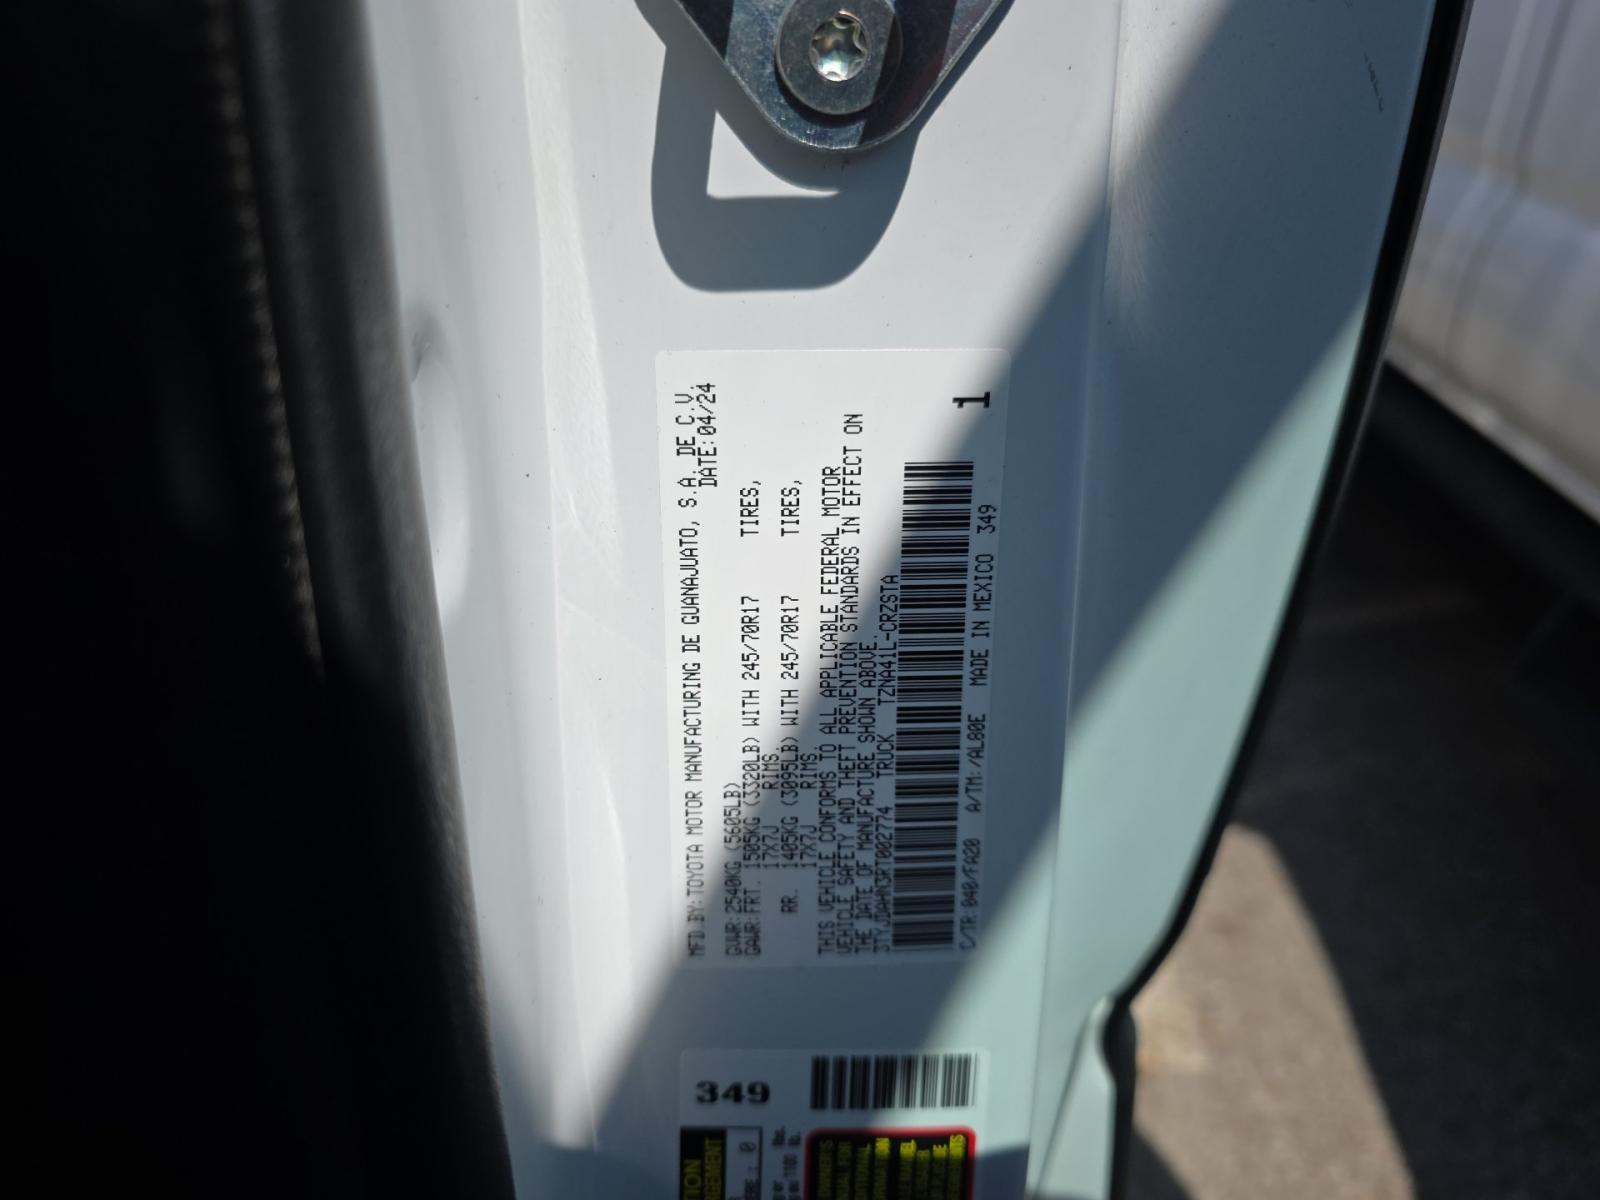 MFD.BY: TOYOTA MOTOR MANUFACTURING DE GUANAJUATO, S.A. DE C.V.
DATE: 04/24
GVWR: 2540KG (5605LB)
GAWR: FRT. 1505KG (3320LB) WITH 245/70R17 TIRES,
17X7J RIMS,
RR. 1405KG (3095LB) WITH 245/70R17 TIRES,
17X7J RIMS,
THIS VEHICLE CONFORMS TO ALL APPLICABLE FEDERAL MOTOR
VEHICLE SAFETY AND THEFT PREVENTION STANDARDS IN EFFECT ON
THE DATE OF MANUFACTURE SHOWN ABOVE.
TRUCK TZNA41L-CRZSTA
1
C/TR: 040/FA20 A/TM: /AL80E MADE IN MEXICO 349
349